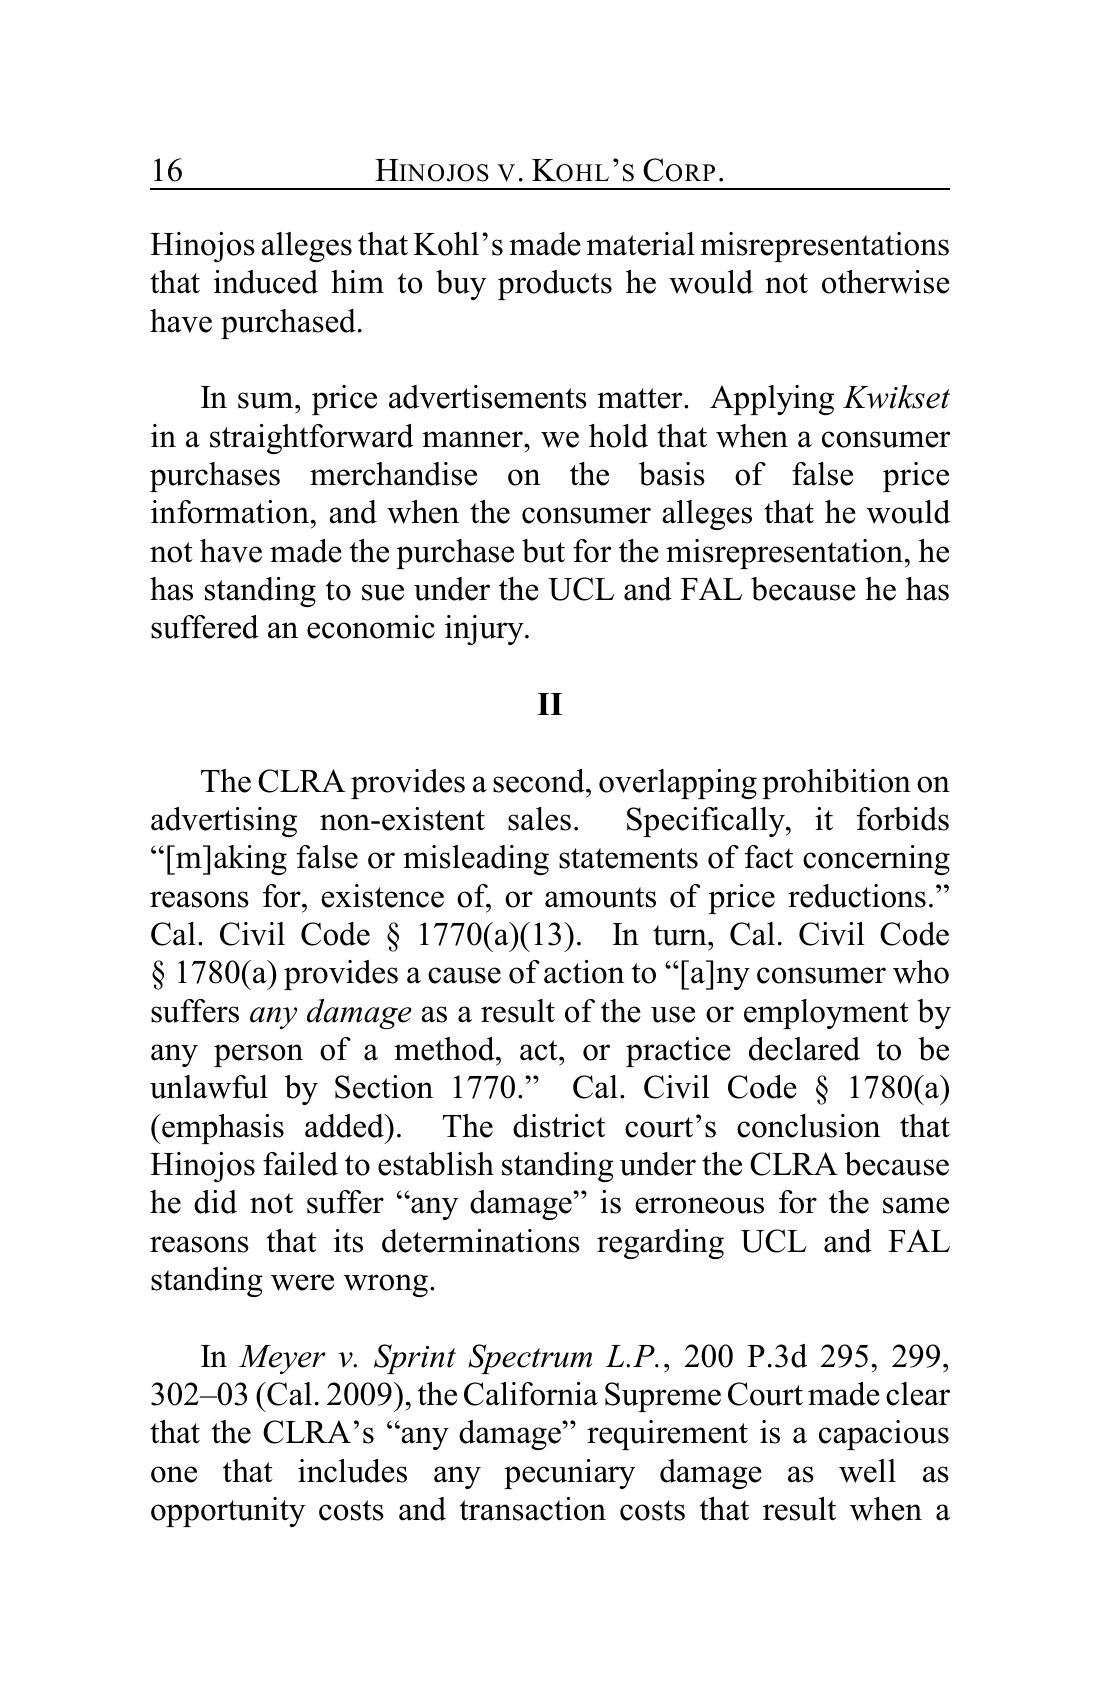 16 HINOJOS V. KOHL’S CORP.
Hinojos alleges that Kohl’s made material misrepresentations
that induced him to buy products he would not otherwise
have purchased.
In sum, price advertisements matter. Applying Kwikset
in a straightforward manner, we hold that when a consumer
purchases merchandise on the basis of false price
information, and when the consumer alleges that he would
not have made the purchase but for the misrepresentation, he
has standing to sue under the UCL and FAL because he has
suffered an economic injury.
II
The CLRA provides a second, overlapping prohibition on
advertising non-existent sales. Specifically, it forbids
“[m]aking false or misleading statements of fact concerning
reasons for, existence of, or amounts of price reductions.”
Cal. Civil Code § 1770(a)(13). In turn, Cal. Civil Code
§ 1780(a) provides a cause of action to “[a]ny consumer who
suffers any damage as a result of the use or employment by
any person of a method, act, or practice declared to be
unlawful by Section 1770.” Cal. Civil Code § 1780(a)
(emphasis added). The district court’s conclusion that
Hinojos failed to establish standing under the CLRA because
he did not suffer “any damage” is erroneous for the same
reasons that its determinations regarding UCL and FAL
standing were wrong.
In Meyer v. Sprint Spectrum L.P., 200 P.3d 295, 299,
302–03 (Cal. 2009), the California Supreme Court made clear
that the CLRA’s “any damage” requirement is a capacious
one that includes any pecuniary damage as well as
opportunity costs and transaction costs that result when a